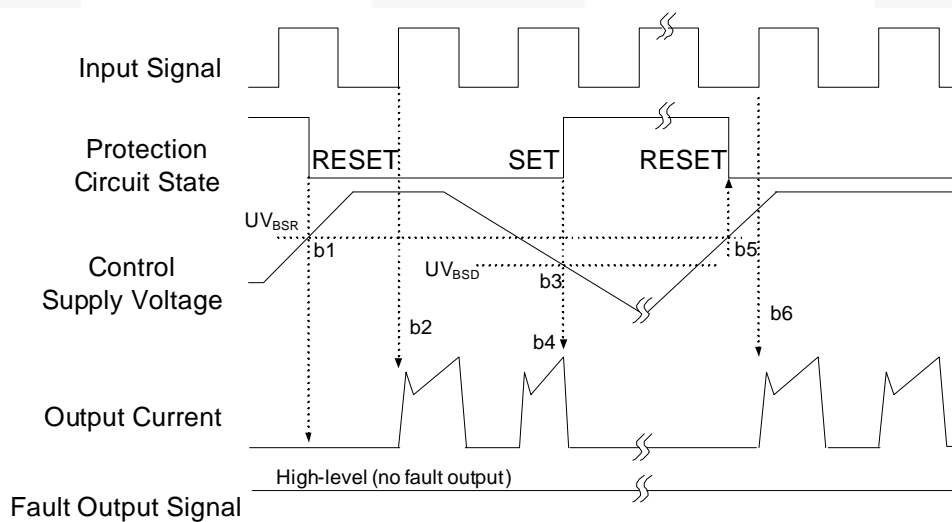 Input Signal
Protection
Circuit State
RESET
SET
RESET
UVBSR
b1
b5
UVBSD
b3
Control
Supply Voltage
b2
b4
b6
Output Current
High-level (no fault output)
Fault Output Signal